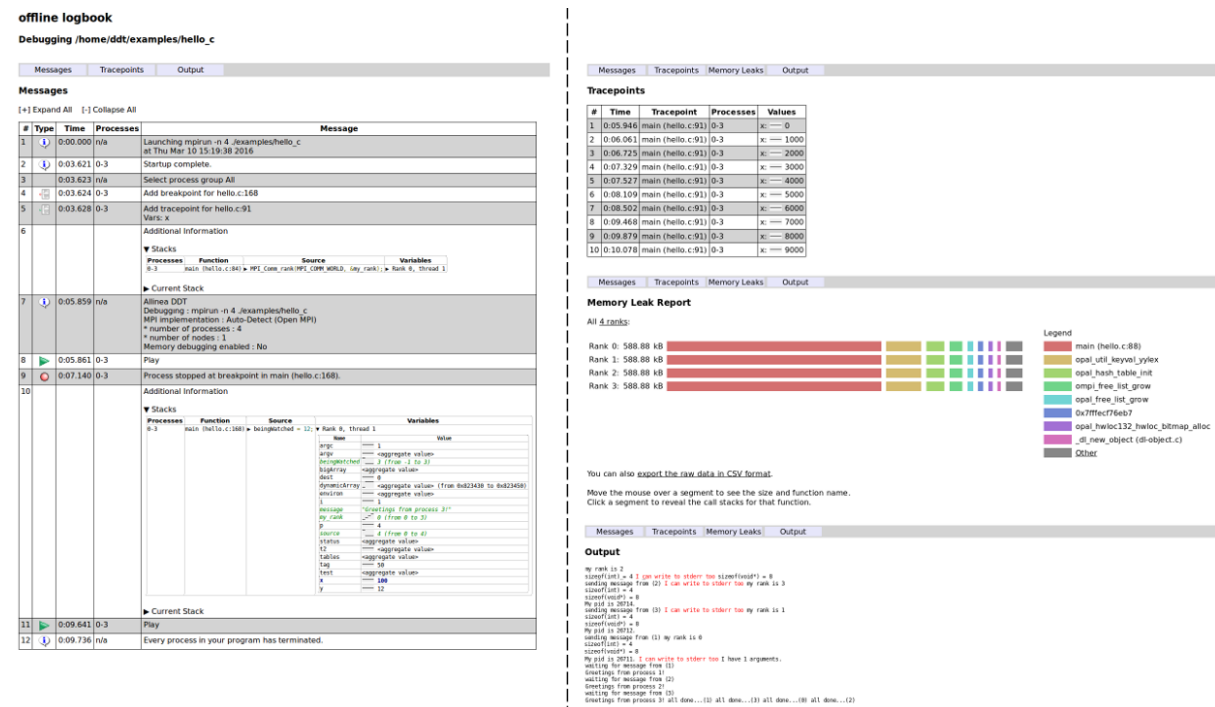 offline logbook
Debugging /home/ddt/examples/hello_c
Messages Tracepoints Output
Messages
[+] Expand All [-] Collapse All
# Type Time Processes Message
1 0:00.000 n/a Launching mpirun -n 4 ./examples/hello_c
at Thu Mar 10 15:19:38 2016
2 0:03.621 0-3 Startup complete.
3 0:03.623 n/a Select process group All
4 0:03.624 0-3 Add breakpoint for hello.c:168
5 0:03.628 0-3 Add tracepoint for hello.c:91
Vars: x
6 Additional Information
▼ Stacks
Processes Function Source Variables
0-3 main (hello.c:84) ▶ MPI_Comm_rank(MPI_COMM_WORLD, &my_rank); ▶ Rank 0, thread 1
▶ Current Stack
7 0:05.859 n/a Allinea DDT
Debugging : mpirun -n 4 ./examples/hello_c
MPI implementation : Auto-Detect (Open MPI)
* number of processes : 4
* number of nodes : 1
Memory debugging enabled : No
8 0:05.861 0-3 Play
9 0:07.140 0-3 Process stopped at breakpoint in main (hello.c:168).
10 Additional Information
▼ Stacks
Processes Function Source Variables
0-3 main (hello.c:168) ▶ beingWatched = 12; ▼ Rank 0, thread 1
Name Value
argc 1
argv <aggregate value>
beingWatched 3 (from -1 to 3)
bigArray <aggregate value>
dest 0
dynamicArray <aggregate value> (from 0x823430 to 0x823450)
environ <aggregate value>
i 1
message "Greetings from process 3!"
my_rank 0 (from 0 to 3)
p 4
source 4 (from 0 to 4)
status <aggregate value>
t2 <aggregate value>
tables <aggregate value>
tag 50
test <aggregate value>
x 100
y 12
▶ Current Stack
11 0:09.641 0-3 Play
12 0:09.736 n/a Every process in your program has terminated.
Messages Tracepoints Memory Leaks Output
Tracepoints
# Time Tracepoint Processes Values
1 0:05.946 main (hello.c:91) 0-3 x: 0
2 0:06.061 main (hello.c:91) 0-3 x: 1000
3 0:06.725 main (hello.c:91) 0-3 x: 2000
4 0:07.329 main (hello.c:91) 0-3 x: 3000
5 0:07.527 main (hello.c:91) 0-3 x: 4000
6 0:08.109 main (hello.c:91) 0-3 x: 5000
7 0:08.502 main (hello.c:91) 0-3 x: 6000
8 0:09.468 main (hello.c:91) 0-3 x: 7000
9 0:09.879 main (hello.c:91) 0-3 x: 8000
10 0:10.078 main (hello.c:91) 0-3 x: 9000
Messages Tracepoints Memory Leaks Output
Memory Leak Report
All 4 ranks:
Rank 0: 588.88 kB
Rank 1: 588.88 kB
Rank 2: 588.88 kB
Rank 3: 588.88 kB
Legend
main (hello.c:88)
opal_util_keyval_yylex
opal_hash_table_init
ompi_free_list_grow
opal_free_list_grow
0x7fffecf76eb7
opal_hwloc132_hwloc_bitmap_alloc
_dl_new_object (dl-object.c)
Other
You can also export the raw data in CSV format.
Move the mouse over a segment to see the size and function name.
Click a segment to reveal the call stacks for that function.
Messages Tracepoints Memory Leaks Output
Output
my rank is 2
sizeof(int) = 4 I can write to stderr too sizeof(void*) = 8
sending message from (2) I can write to stderr too my rank is 3
sizeof(int) = 4
sizeof(void*) = 8
My pid is 20714.
sending message from (3) I can write to stderr too my rank is 1
sizeof(int) = 4
sizeof(void*) = 8
My pid is 20712.
sending message from (1) my rank is 0
sizeof(int) = 4
sizeof(void*) = 8
My pid is 20711. I can write to stderr too I have 1 arguments.
waiting for message from (1)
Greetings from process 1!
waiting for message from (2)
Greetings from process 2!
waiting for message from (3)
Greetings from process 3! all done...(1) all done...(3) all done...(0) all done...(2)